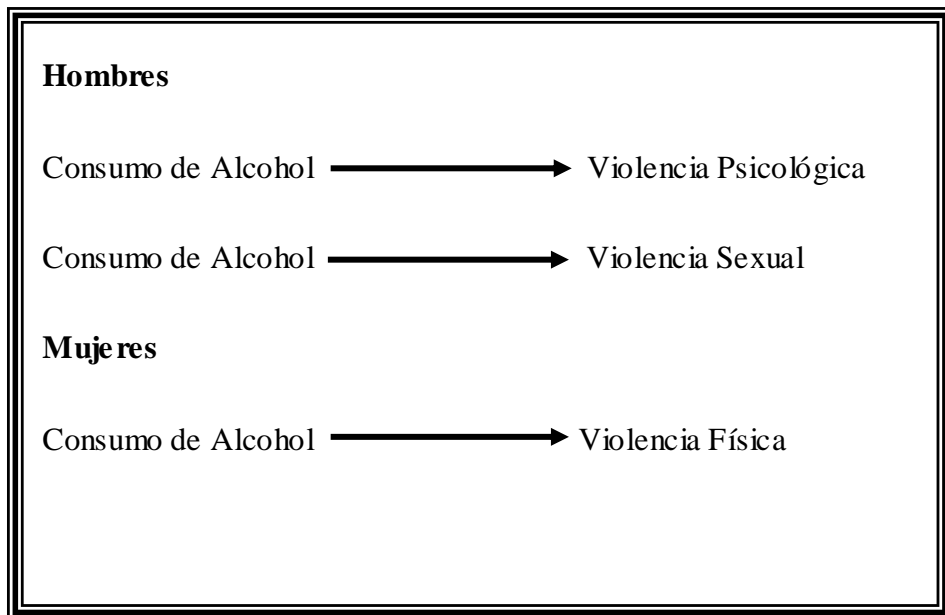 Hombres
Consumo de Alcohol Violencia Psicológica
Consumo de Alcohol Violencia Sexual
Mujeres
Consumo de Alcohol Violencia Física